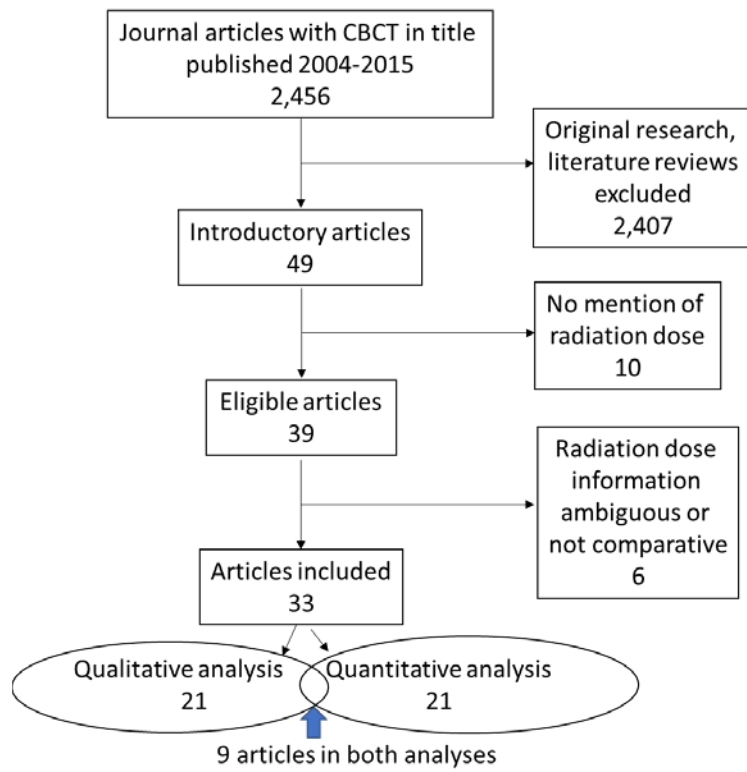 Journal articles with CBCT in title
published 2004-2015
2,456
Original research,
literature reviews
excluded
2,407
Introductory articles
49
No mention of
radiation dose
10
Eligible articles
39
Radiation dose
information
ambiguous or
not comparative
6
Articles included
33
Qualitative analysis
21
Quantitative analysis
21
9 articles in both analyses